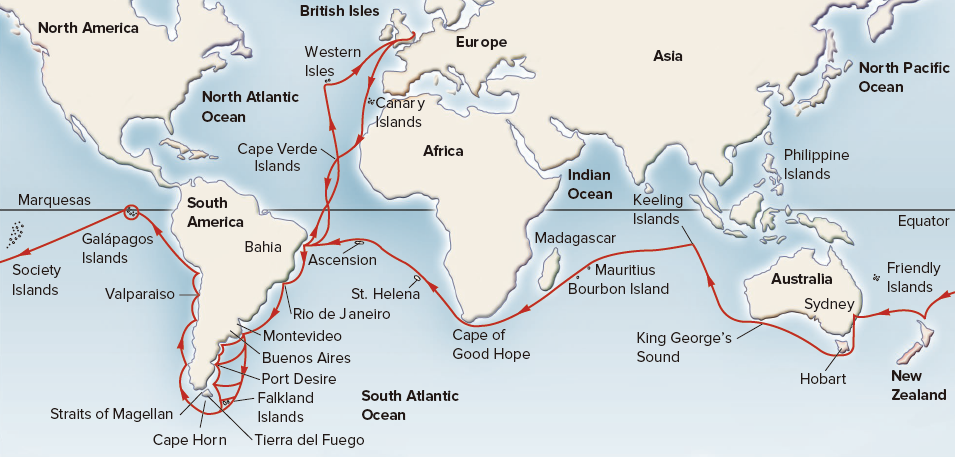 British Isles
North America
Western
Isles
Europe
Asia
North Pacific
Ocean
North Atlantic
Ocean
Canary
Islands
Cape Verde
Islands
Africa
Philippine
Islands
Indian
Ocean
Marquesas
South
America
Keeling
Islands
Equator
Galápagos
Islands
Bahia
Madagascar
Ascension
Society
Islands
Mauritius
Bourbon Island
Australia
Friendly
Islands
Valparaiso
St. Helena
Sydney
Rio de Janeiro
Montevideo
Cape of
Good Hope
King George's
Sound
Buenos Aires
Port Desire
Hobart
New
Zealand
Falkland
Islands
South Atlantic
Ocean
Straits of Magellan
Cape Horn
Tierra del Fuego